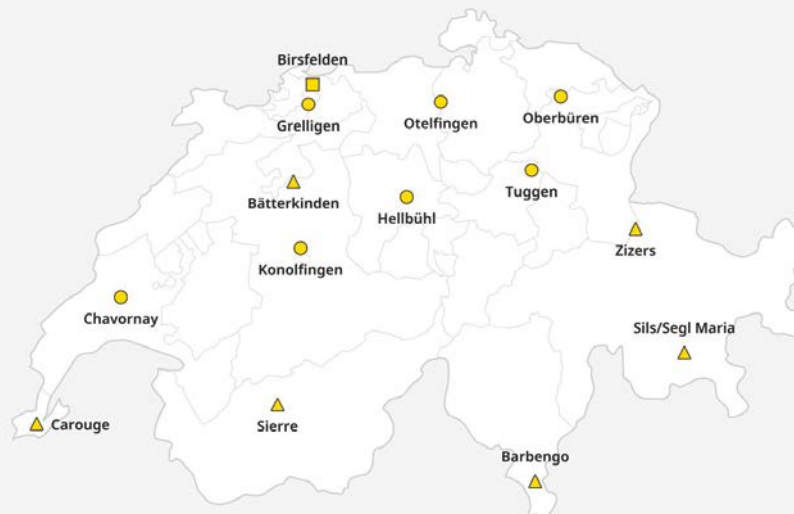 Birsfelden
Grelligen
Otelfingen
Oberbüren
Bätterkinden
Hellbühl
Tuggen
Zizers
Konolfingen
Chavornay
Sils/Segl Maria
Carouge
Sierre
Barbengo